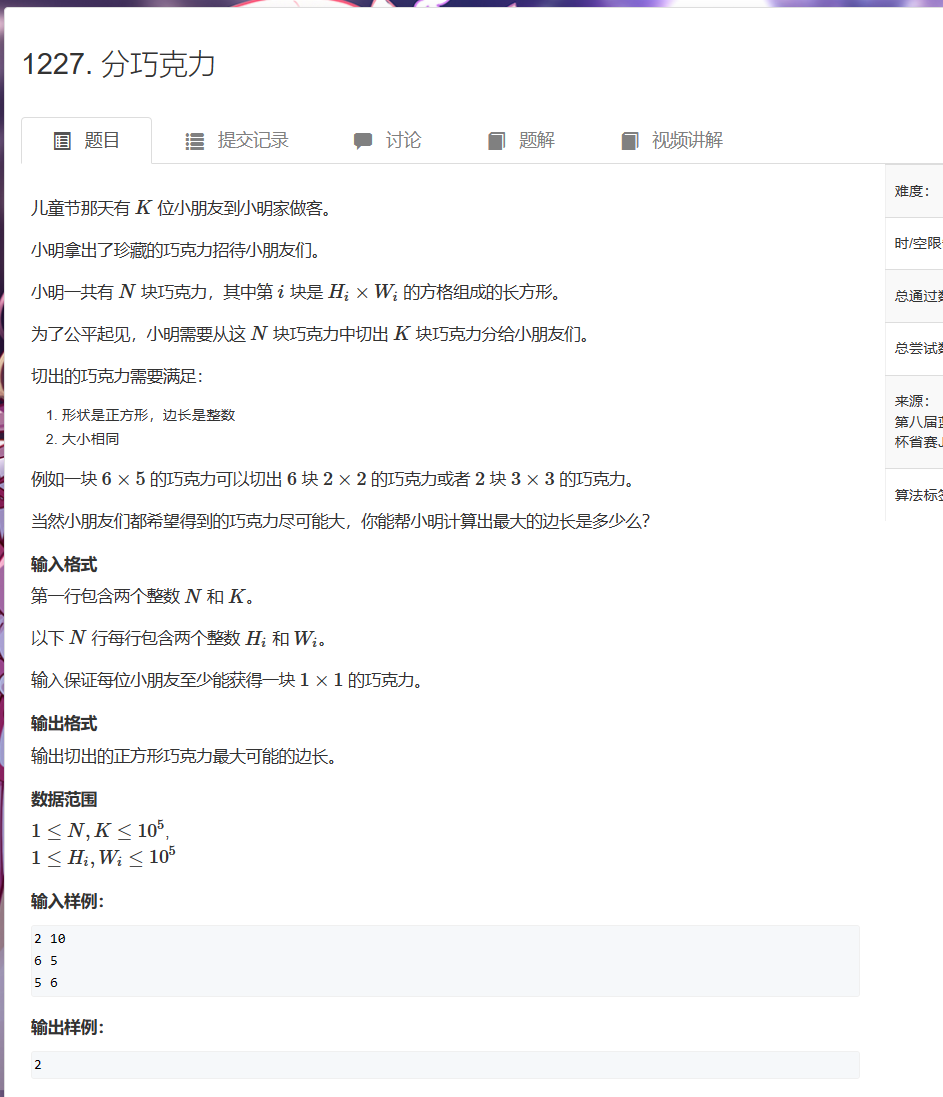 1227. 分巧克力
题目 提交记录 讨论 题解 视频讲解
儿童节那天有 K 位小朋友到小明家做客。
小明拿出了珍藏的巧克力招待小朋友们。
小明一共有 N 块巧克力，其中第 i 块是 Hi × Wi 的方格组成的长方形。
为了公平起见，小明需要从这 N 块巧克力中切出 K 块巧克力分给小朋友们。
切出的巧克力需要满足：
1. 形状是正方形，边长是整数
2. 大小相同
例如一块 6 × 5 的巧克力可以切出 6 块 2 × 2 的巧克力或者 2 块 3 × 3 的巧克力。
当然小朋友们都希望得到的巧克力尽可能大，你能帮小明计算出最大的边长是多少么？
输入格式
第一行包含两个整数 N 和 K。
以下 N 行每行包含两个整数 Hi 和 Wi。
输入保证每位小朋友至少能获得一块 1 × 1 的巧克力。
输出格式
输出切出的正方形巧克力最大可能的边长。
数据范围
1 ≤ N, K ≤ 10^5,
1 ≤ Hi, Wi ≤ 10^5
输入样例：
2 10
6 5
5 6
输出样例：
2
难度：
时/空限
总通过
总尝试
来源：
第八届
杯省赛
算法标